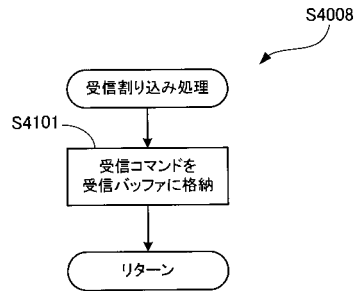 S4008
受信割り込み処理
S4101
受信コマンドを
受信バッファに格納
リターン